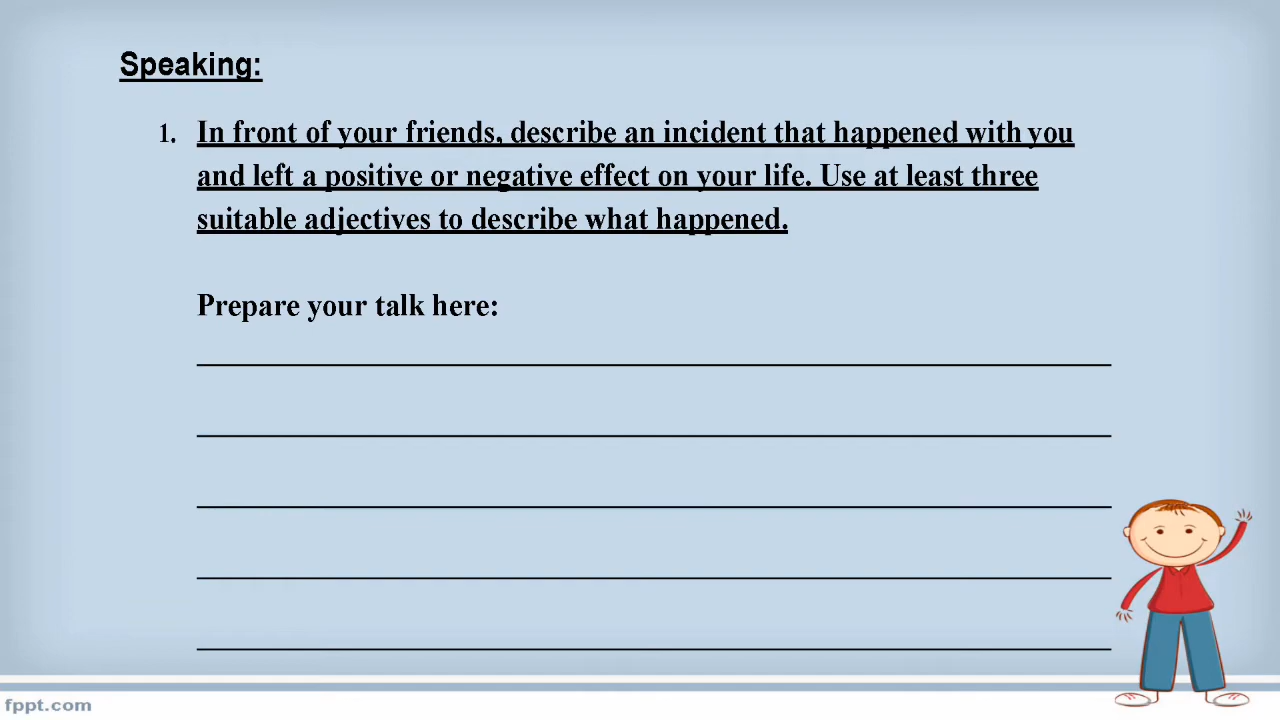 Speaking:
1. In front of your friends, describe an incident that happened with you
and left a positive or negative effect on your life. Use at least three
suitable adjectives to describe what happened.
Prepare your talk here:
fppt.com